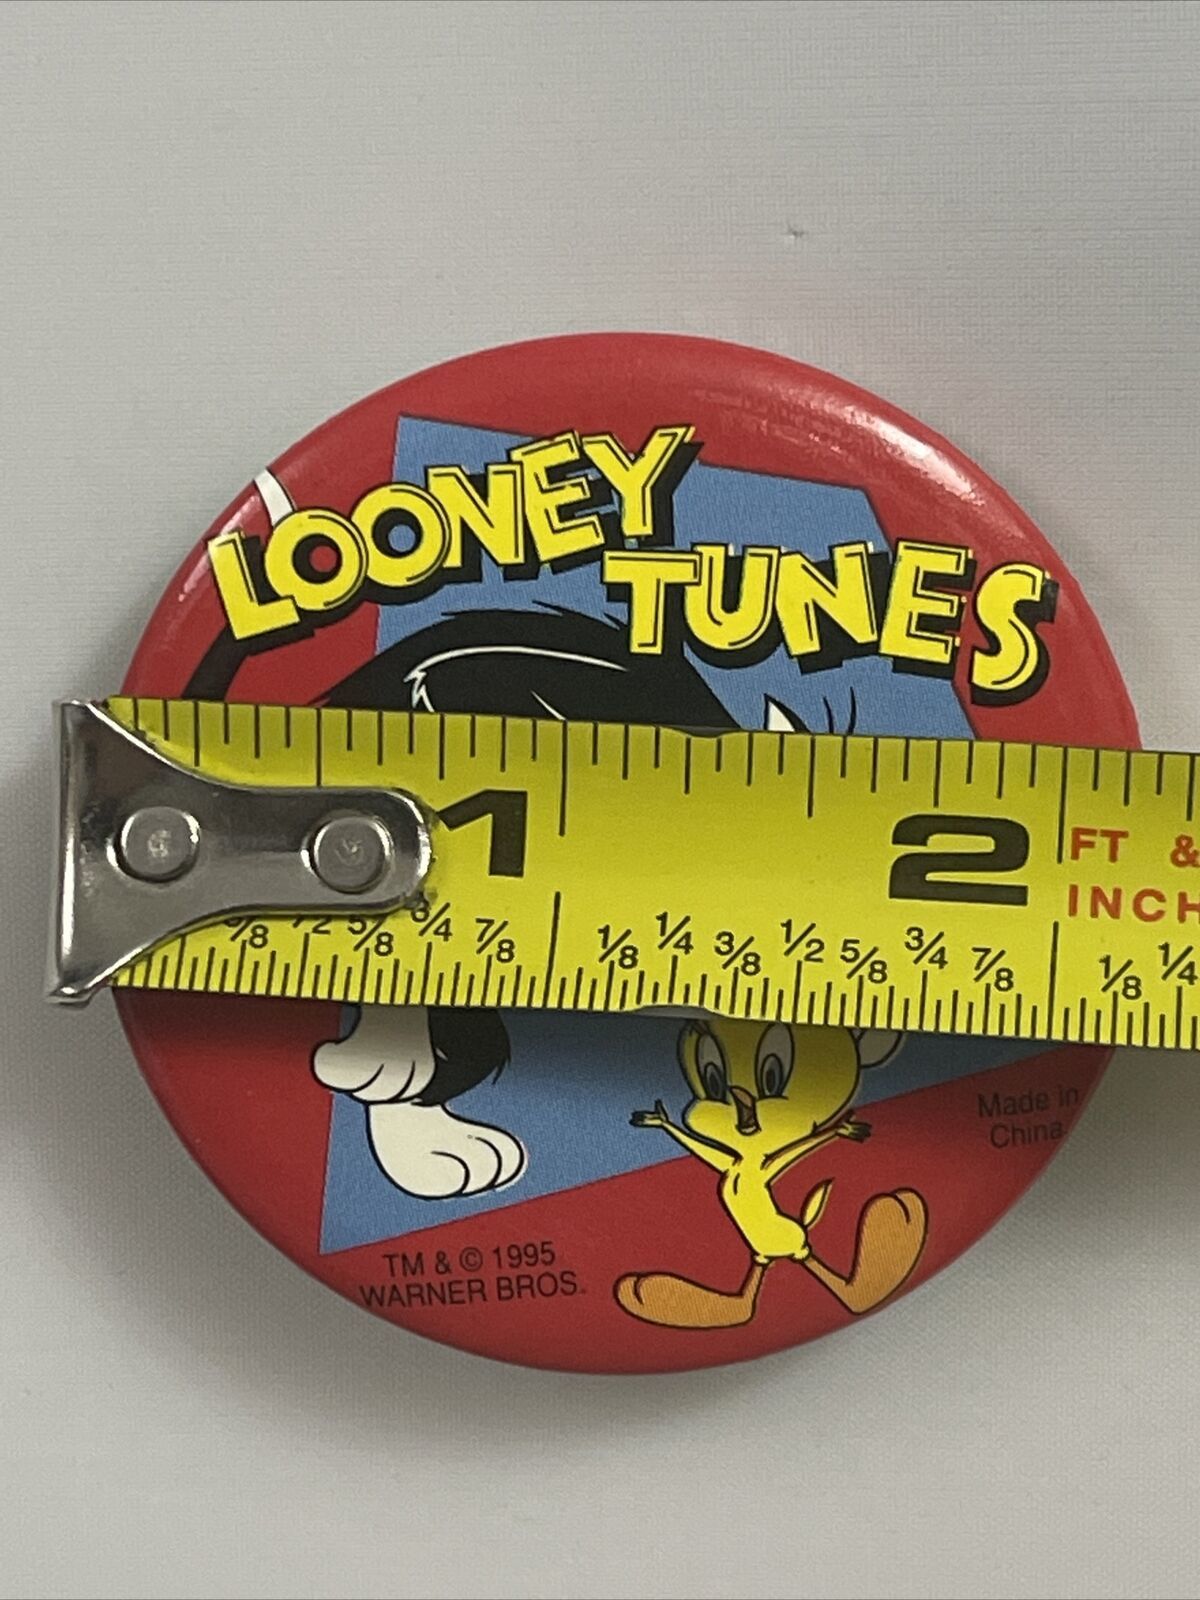 LOONEY
TUNES
1 2 FT &
INCH
3/8 1/2 5/8 3/4 7/8 1/8 1/4 3/8 1/2 5/8 3/4 7/8 1/8 1/4
Made in
China
TM & © 1995
WARNER BROS.